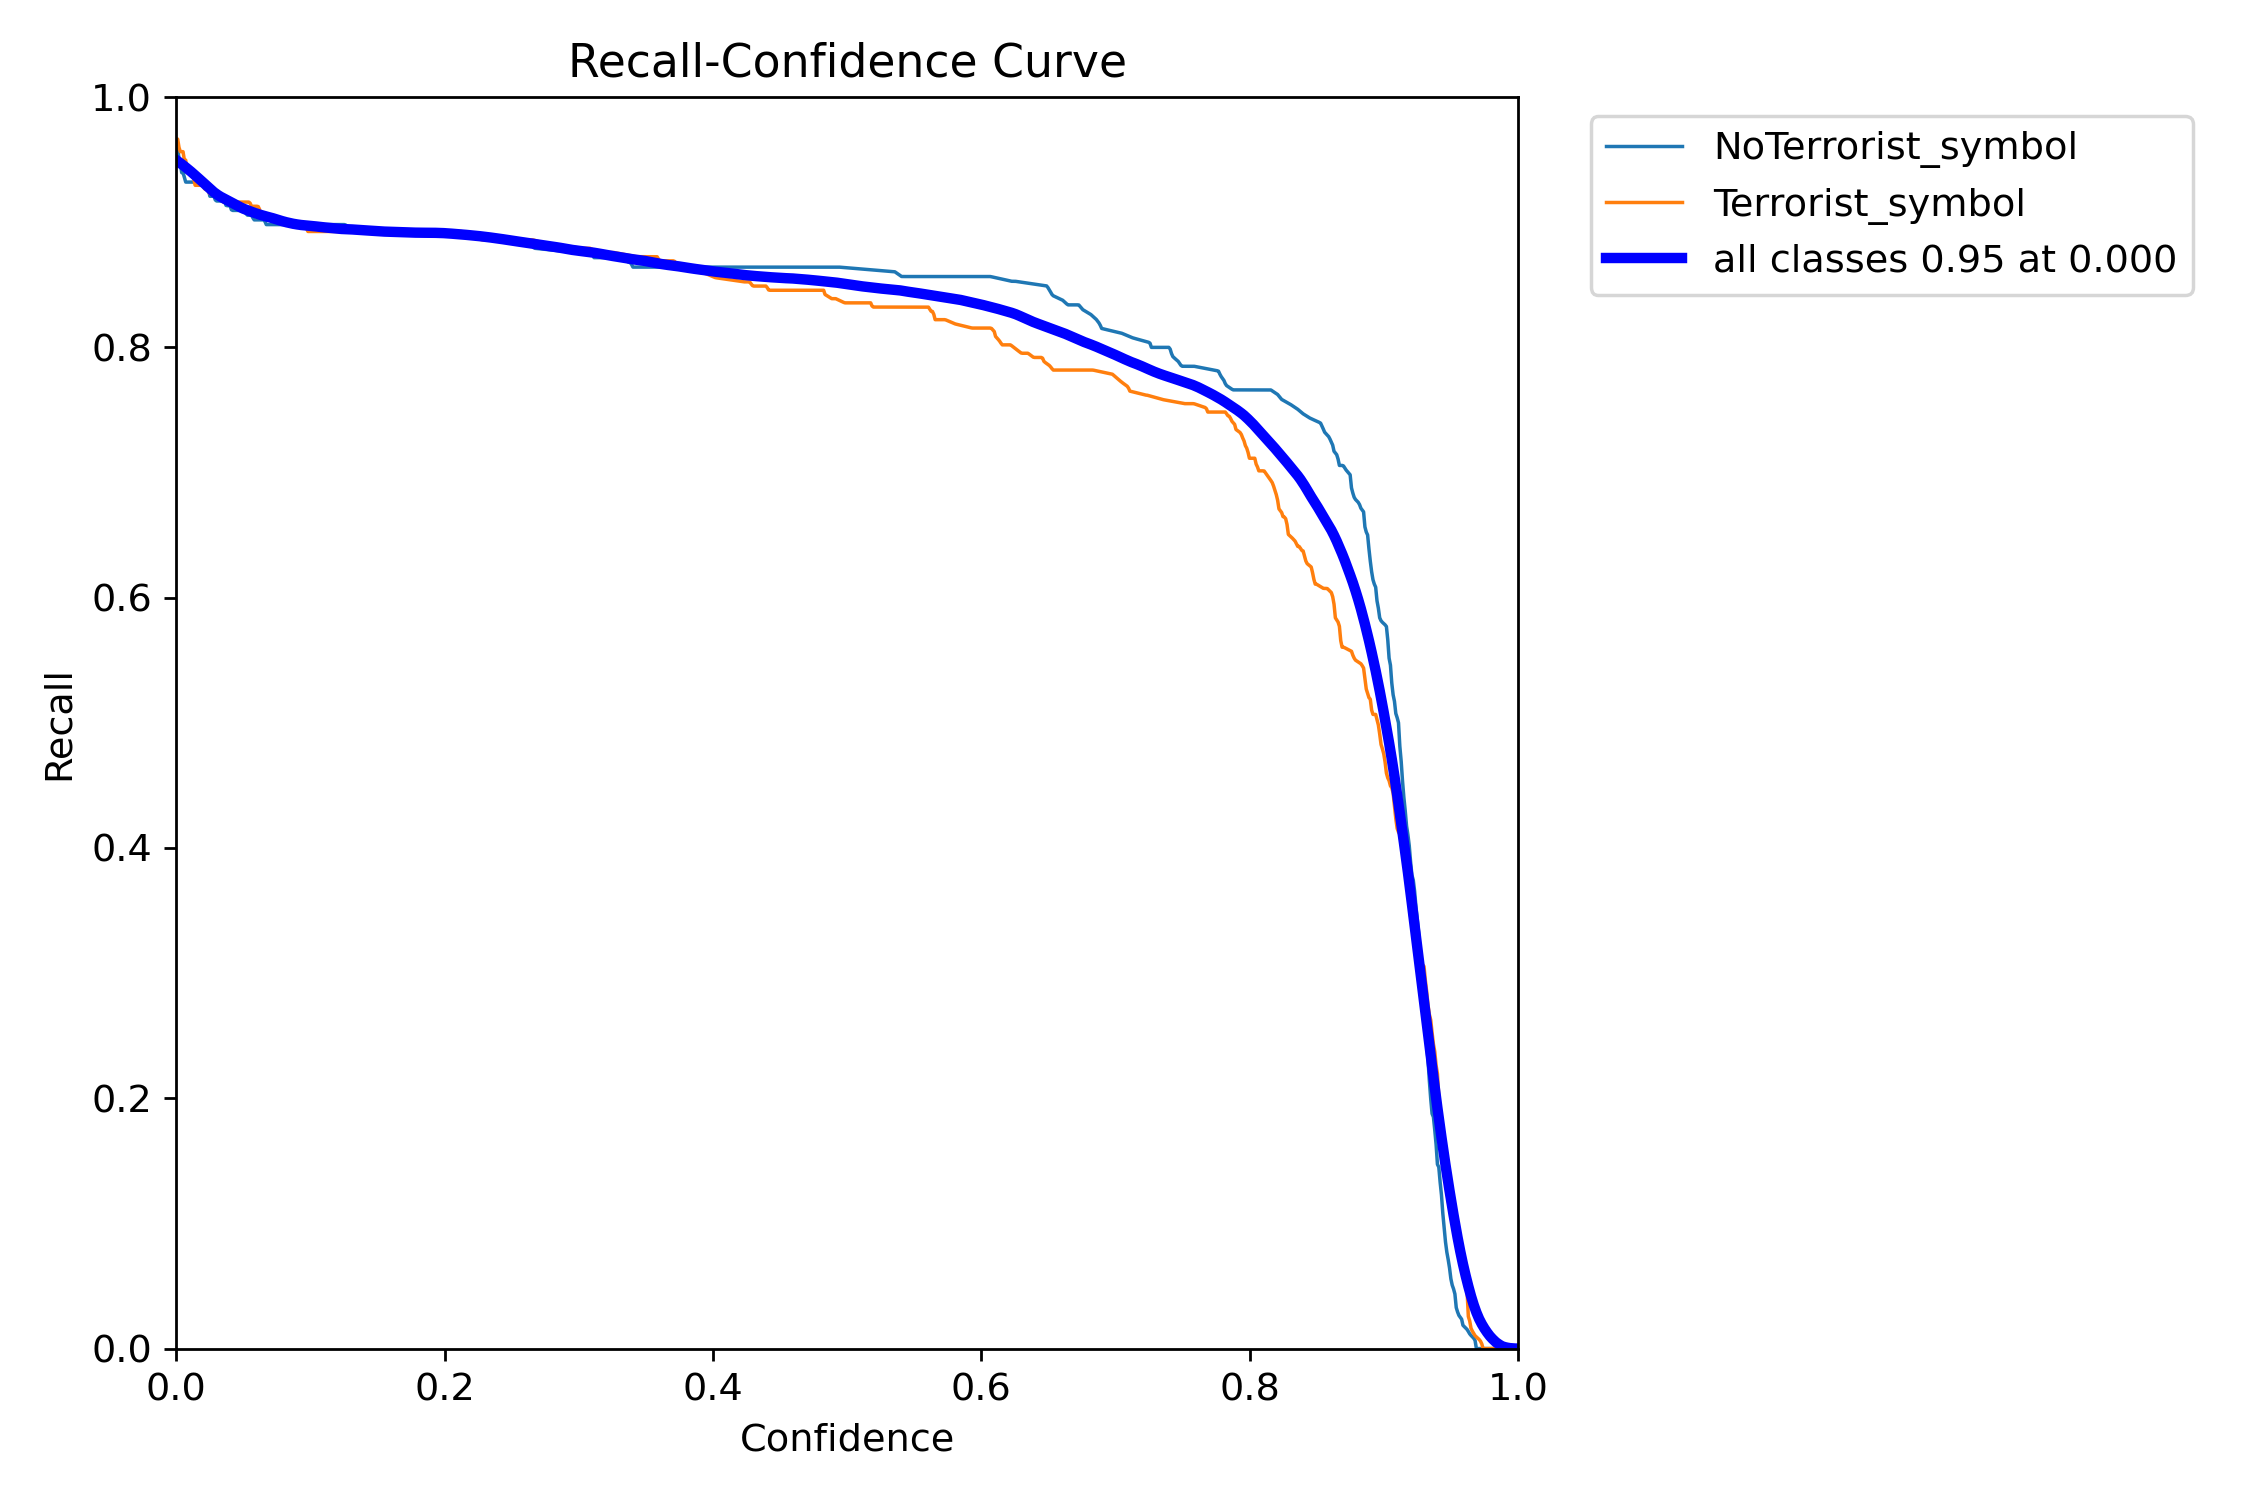 Recall-Confidence Curve
1.0
0.8
0.6
0.4
0.2
0.0
Recall
0.0 0.2 0.4 0.6 0.8 1.0
Confidence
NoTerrorist_symbol
Terrorist_symbol
all classes 0.95 at 0.000